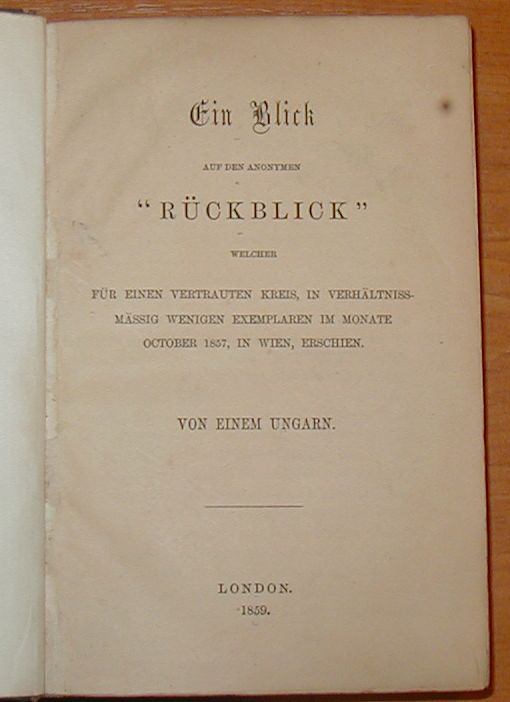 Ein Blick
AUF DEN ANONYMEN
"RÜCKBLICK"
WELCHER
FÜR EINEN VERTRAUTEN KREIS, IN VERHÄLTNISS-
MÄSSIG WENIGEN EXEMPLAREN IM MONATE
OCTOBER 1857, IN WIEN, ERSCHIEN.
VON EINEM UNGARN.
LONDON.
1859.